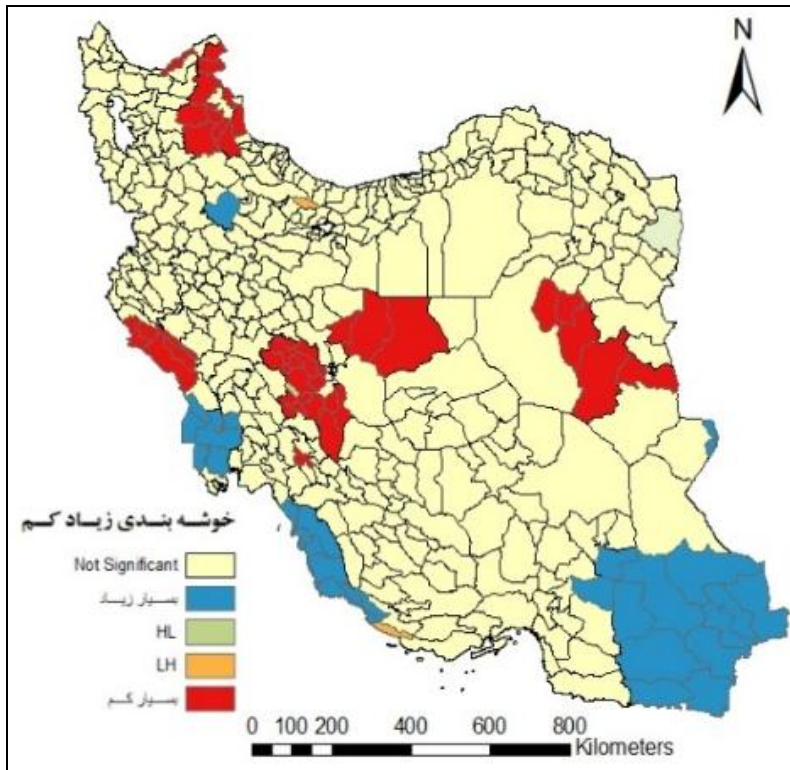 N
خوشه بندی زیاد کم
Not Significant
بسیار زیاد
HL
LH
بسیار کم
0 100 200 400 600 800
Kilometers